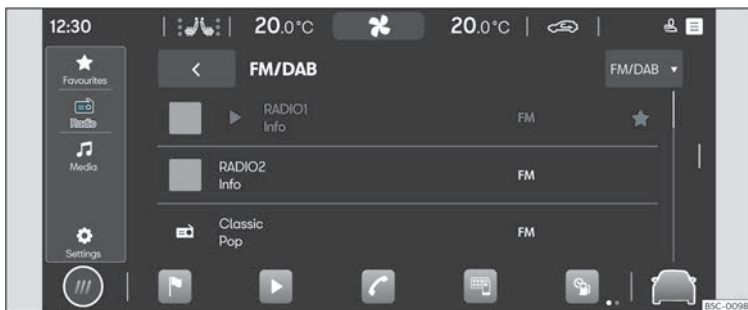 12:30
20.0°C
20.0°C
Favourites
Radio
Media
Settings
FM/DAB
FM/DAB
RADIO1
Info
FM
RADIO2
Info
FM
Classic
Pop
FM
B5C-0098